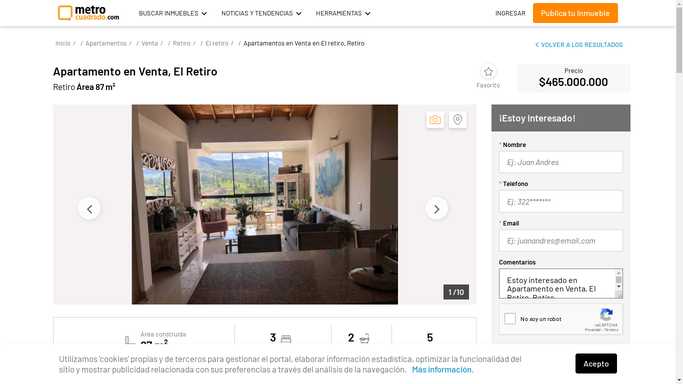 metro
cuadrado.com
BUSCAR INMUEBLES
NOTICIAS Y TENDENCIAS
HERRAMIENTAS
INGRESAR
Publica tu inmueble
Inicio / / Apartamentos / / Venta / / Retiro / / El retiro / / Apartamentos en Venta en El retiro, Retiro
VOLVER A LOS RESULTADOS
Apartamento en Venta, El Retiro
Retiro Área 87 m²
Favorito
Precio
$465.000.000
¡Estoy Interesado!
* Nombre
Ej: Juan Andres
* Telefono
Ej: 322*******
* Email
Ej: juanandres@email.com
Comentarios
Estoy interesado en
Apartamento en Venta, El
Retiro, Retiro
No soy un robot
reCAPTCHA
Privacidad - Términos
1 /10
Área construida
87 m²
3
2
5
Utilizamos 'cookies' propias y de terceros para gestionar el portal, elaborar información estadística, optimizar la funcionalidad del
sitio y mostrar publicidad relacionada con sus preferencias a través del análisis de la navegación. Más información.
Acepto